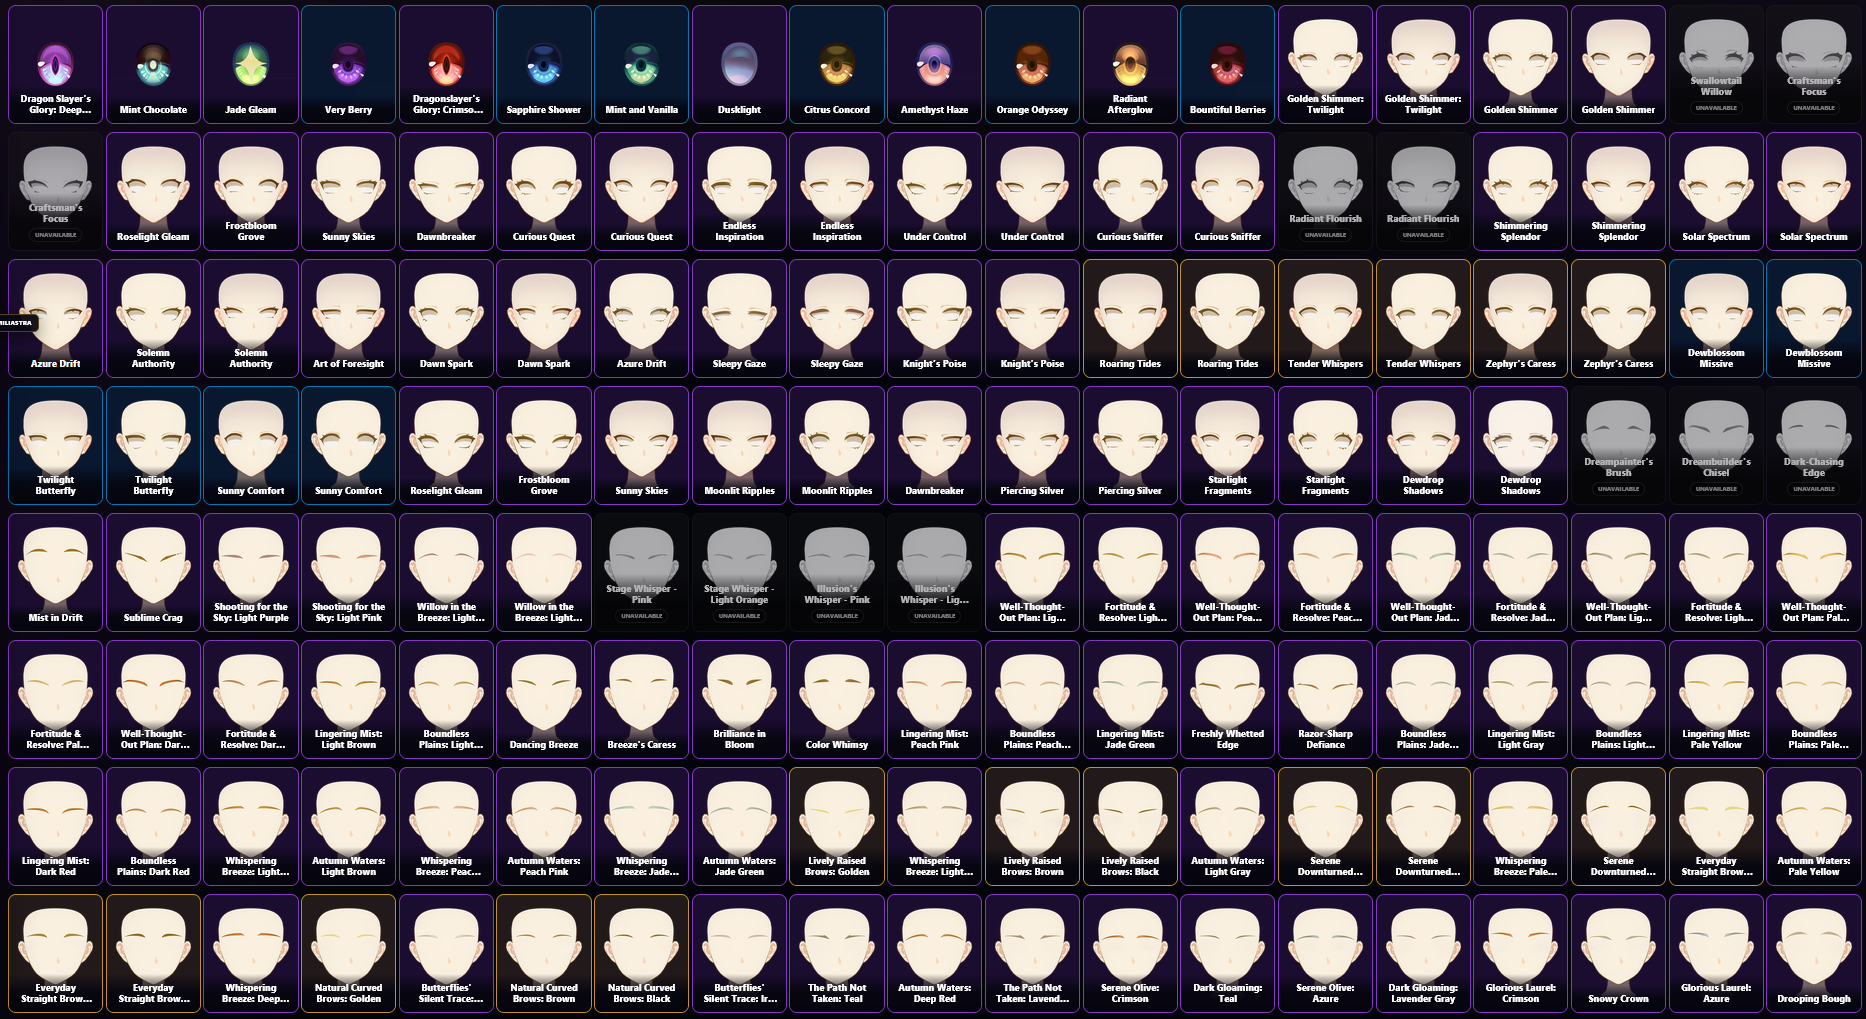 Dragon Slayer's
Glory: Deep...
Mint Chocolate
Jade Gleam
Very Berry
Dragonslayer's
Glory: Crimso...
Sapphire Shower
Mint and Vanilla
Dusklight
Citrus Concord
Amethyst Haze
Orange Odyssey
Radiant
Afterglow
Bountiful Berries
Golden Shimmer:
Twilight
Golden Shimmer:
Twilight
Golden Shimmer
Golden Shimmer
Swallowtail
Willow
UNAVAILABLE
Craftsman's
Focus
UNAVAILABLE
Craftsman's
Focus
UNAVAILABLE
Roselight Gleam
Frostbloom
Grove
Sunny Skies
Dawnbreaker
Curious Quest
Curious Quest
Endless
Inspiration
Endless
Inspiration
Under Control
Under Control
Curious Sniffer
Curious Sniffer
Radiant Flourish
UNAVAILABLE
Radiant Flourish
UNAVAILABLE
Shimmering
Splendor
Shimmering
Splendor
Solar Spectrum
Solar Spectrum
MILIASTRA
Azure Drift
Solemn
Authority
Solemn
Authority
Art of Foresight
Dawn Spark
Dawn Spark
Azure Drift
Sleepy Gaze
Sleepy Gaze
Knight's Poise
Knight's Poise
Roaring Tides
Roaring Tides
Tender Whispers
Tender Whispers
Zephyr's Caress
Zephyr's Caress
Dewblossom
Missive
Dewblossom
Missive
Twilight
Butterfly
Twilight
Butterfly
Sunny Comfort
Sunny Comfort
Roselight Gleam
Frostbloom
Grove
Sunny Skies
Moonlit Ripples
Moonlit Ripples
Dawnbreaker
Piercing Silver
Piercing Silver
Starlight
Fragments
Starlight
Fragments
Dewdrop
Shadows
Dewdrop
Shadows
Dreampainter's
Brush
UNAVAILABLE
Dreambuilder's
Chisel
UNAVAILABLE
Dark-Chasing
Edge
UNAVAILABLE
Mist in Drift
Sublime Crag
Shooting for the
Sky: Light Purple
Shooting for the
Sky: Light Pink
Willow in the
Breeze: Light...
Willow in the
Breeze: Light...
Stage Whisper -
Pink
UNAVAILABLE
Stage Whisper -
Light Orange
UNAVAILABLE
Illusion's
Whisper - Pink
UNAVAILABLE
Illusion's
Whisper - Lig...
UNAVAILABLE
Well-Thought-
Out Plan: Lig...
Fortitude &
Resolve: Ligh...
Well-Thought-
Out Plan: Pea...
Fortitude &
Resolve: Peac...
Well-Thought-
Out Plan: Jad...
Fortitude &
Resolve: Jad...
Well-Thought-
Out Plan: Lig...
Fortitude &
Resolve: Ligh...
Well-Thought-
Out Plan: Pal...
Fortitude &
Resolve: Pal...
Well-Thought-
Out Plan: Dar...
Fortitude &
Resolve: Dar...
Lingering Mist:
Light Brown
Boundless
Plains: Light...
Dancing Breeze
Breeze's Caress
Brilliance in
Bloom
Color Whimsy
Lingering Mist:
Peach Pink
Boundless
Plains: Peach...
Lingering Mist:
Jade Green
Freshly Whetted
Edge
Razor-Sharp
Defiance
Boundless
Plains: Jade...
Lingering Mist:
Light Gray
Boundless
Plains: Light...
Lingering Mist:
Pale Yellow
Boundless
Plains: Pale...
Lingering Mist:
Dark Red
Boundless
Plains: Dark Red
Whispering
Breeze: Light...
Autumn Waters:
Light Brown
Whispering
Breeze: Peac...
Autumn Waters:
Peach Pink
Whispering
Breeze: Jade...
Autumn Waters:
Jade Green
Lively Raised
Brows: Golden
Whispering
Breeze: Light...
Lively Raised
Brows: Brown
Lively Raised
Brows: Black
Autumn Waters:
Light Gray
Serene
Downturned...
Serene
Downturned...
Whispering
Breeze: Pale...
Serene
Downturned...
Everyday
Straight Brow...
Autumn Waters:
Pale Yellow
Everyday
Straight Brow...
Everyday
Straight Brow...
Whispering
Breeze: Deep...
Natural Curved
Brows: Golden
Butterflies'
Silent Trace:...
Natural Curved
Brows: Brown
Natural Curved
Brows: Black
Butterflies'
Silent Trace: Ir...
The Path Not
Taken: Teal
Autumn Waters:
Deep Red
The Path Not
Taken: Lavend...
Serene Olive:
Crimson
Dark Gloaming:
Teal
Serene Olive:
Azure
Dark Gloaming:
Lavender Gray
Glorious Laurel:
Crimson
Snowy Crown
Glorious Laurel:
Azure
Drooping Bough